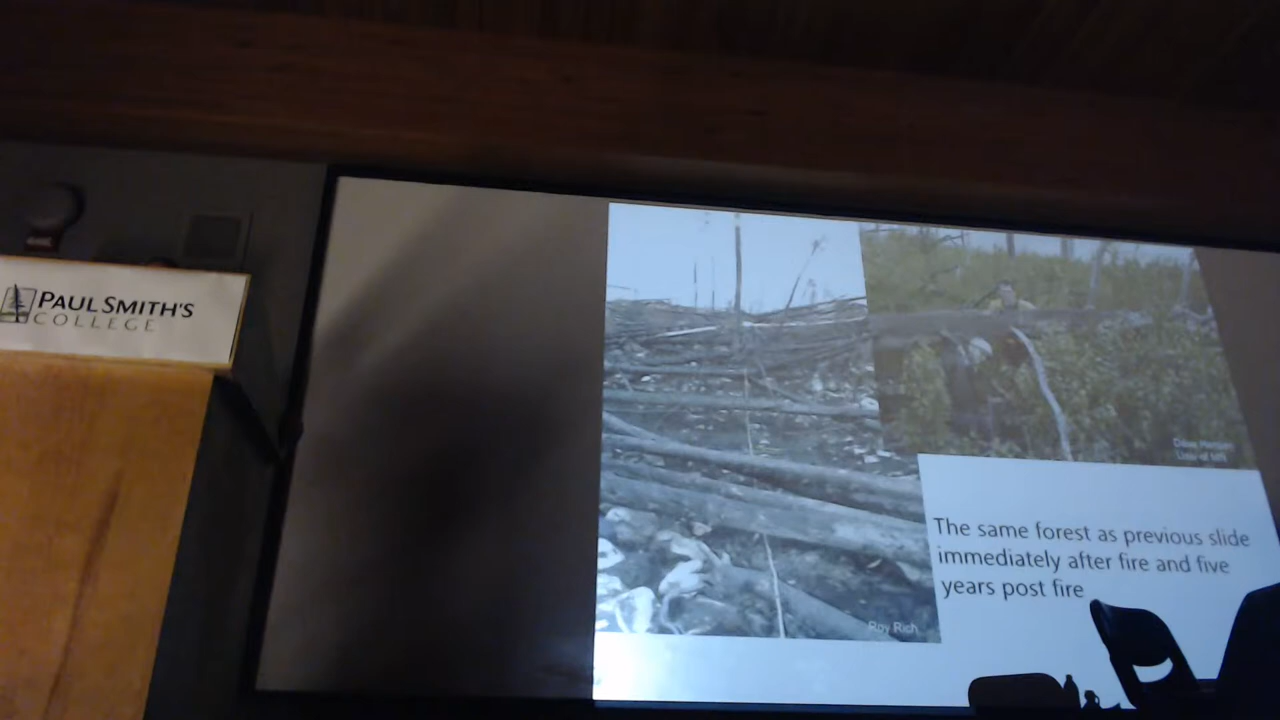 PAUL SMITH'S
COLLEGE
The same forest as previous slide
immediately after fire and five
years post fire
Roy Rich